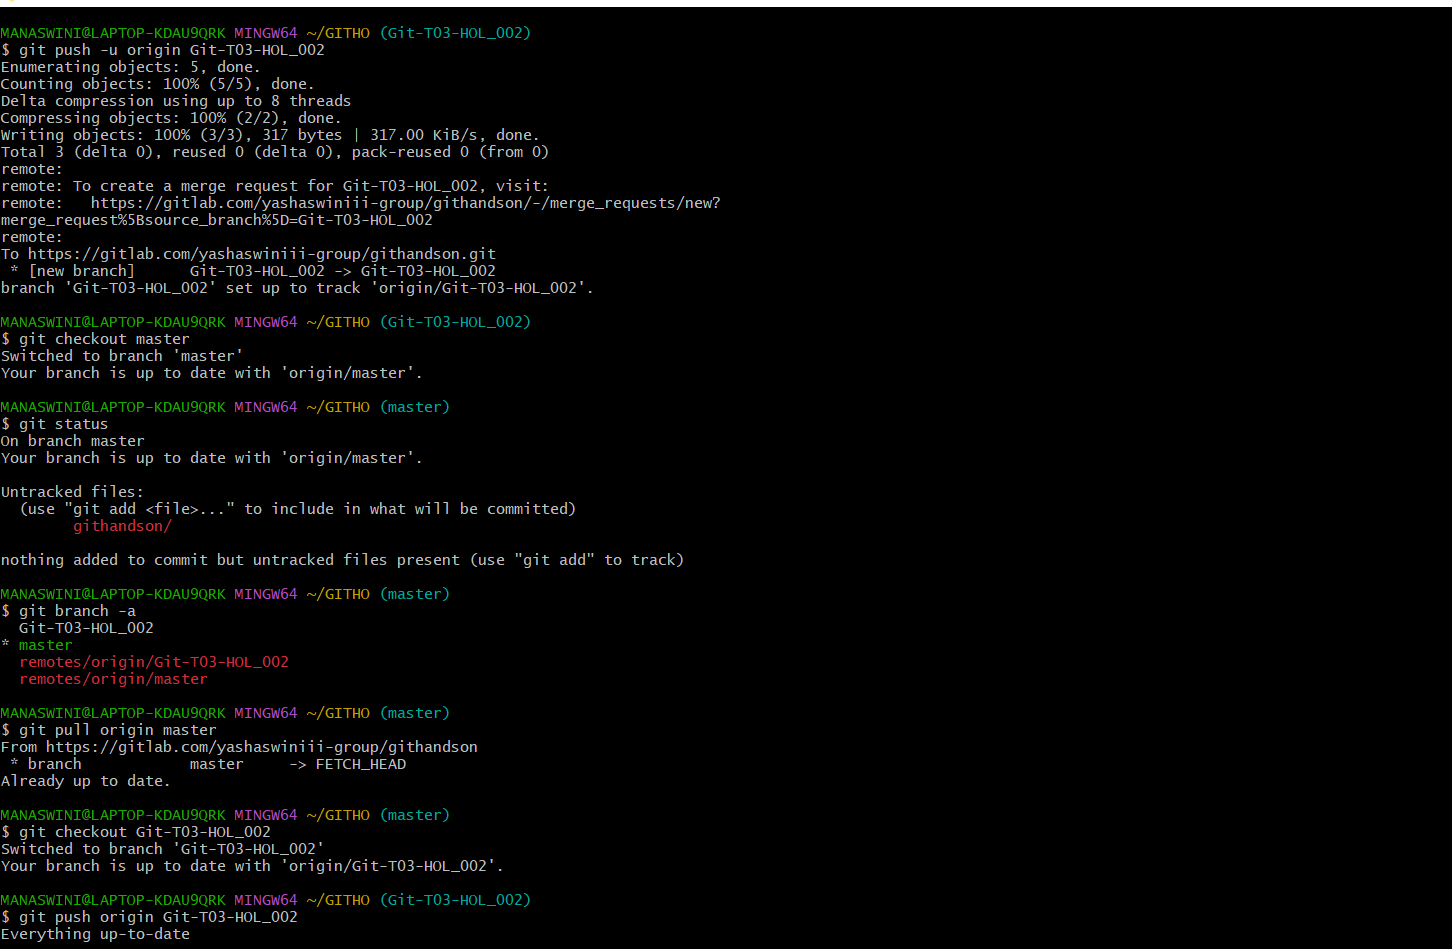 MANASWINI@LAPTOP-KDAU9QRK MINGW64 ~/GITHO (Git-T03-HOL_002)
$ git push -u origin Git-T03-HOL_002
Enumerating objects: 5, done.
Counting objects: 100% (5/5), done.
Delta compression using up to 8 threads
Compressing objects: 100% (2/2), done.
Writing objects: 100% (3/3), 317 bytes | 317.00 KiB/s, done.
Total 3 (delta 0), reused 0 (delta 0), pack-reused 0 (from 0)
remote:
remote: To create a merge request for Git-T03-HOL_002, visit:
remote:   https://gitlab.com/yashaswiniii-group/githandson/-/merge_requests/new?
merge_request%5Bsource_branch%5D=Git-T03-HOL_002
remote:
To https://gitlab.com/yashaswiniii-group/githandson.git
 * [new branch]      Git-T03-HOL_002 -> Git-T03-HOL_002
branch 'Git-T03-HOL_002' set up to track 'origin/Git-T03-HOL_002'.
MANASWINI@LAPTOP-KDAU9QRK MINGW64 ~/GITHO (Git-T03-HOL_002)
$ git checkout master
Switched to branch 'master'
Your branch is up to date with 'origin/master'.
MANASWINI@LAPTOP-KDAU9QRK MINGW64 ~/GITHO (master)
$ git status
On branch master
Your branch is up to date with 'origin/master'.
Untracked files:
  (use "git add <file>..." to include in what will be committed)
        githandson/
nothing added to commit but untracked files present (use "git add" to track)
MANASWINI@LAPTOP-KDAU9QRK MINGW64 ~/GITHO (master)
$ git branch -a
  Git-T03-HOL_002
* master
  remotes/origin/Git-T03-HOL_002
  remotes/origin/master
MANASWINI@LAPTOP-KDAU9QRK MINGW64 ~/GITHO (master)
$ git pull origin master
From https://gitlab.com/yashaswiniii-group/githandson
 * branch            master     -> FETCH_HEAD
Already up to date.
MANASWINI@LAPTOP-KDAU9QRK MINGW64 ~/GITHO (master)
$ git checkout Git-T03-HOL_002
Switched to branch 'Git-T03-HOL_002'
Your branch is up to date with 'origin/Git-T03-HOL_002'.
MANASWINI@LAPTOP-KDAU9QRK MINGW64 ~/GITHO (Git-T03-HOL_002)
$ git push origin Git-T03-HOL_002
Everything up-to-date